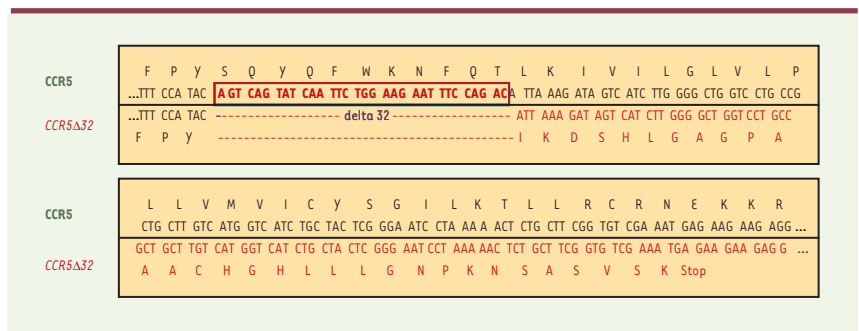 CCR5
F P Y S Q Y Q F W K N F Q T L K I V I L G L V L P
...TTT CCA TAC AGT CAG TAT CAA TTC TGG AAG AAT TTC CAG ACA TTA AAG ATA GTC ATC TTG GGG CTG GTC CTG CCG
CCR5Δ32
...TTT CCA TAC ------------------ delta 32 ------------------ ATT AAA GAT AGT CAT CTT GGG GCT GGT CCT GCC
F P Y -------------------------------------------- I K D S H L G A G P A
CCR5
L L V M V I C Y S G I L K T L L R C R N E K K R
CTG CTT GTC ATG GTC ATC TGC TAC TCG GGA ATC CTA AAA ACT CTG CTT CGG TGT CGA AAT GAG AAG AAG AGG ...
CCR5Δ32
GCT GCT TGT CAT GGT CAT CTG CTA CTC GGG AAT CCT AAA AAC TCT GCT TCG GTG TCG AAA TGA GAA GAA GAG G ...
A A C H G H L L L G N P K N S A S V S K Stop